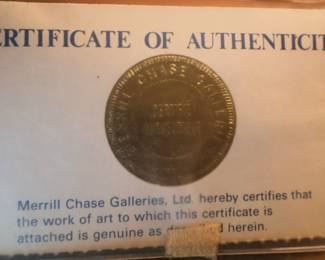 ERTIFICATE OF AUTHENTICIT
MERRILL CHASE GALLERIES
Merrill Chase Galleries, Ltd. hereby certifies that
the work of art to which this certificate is
attached is genuine as herein.